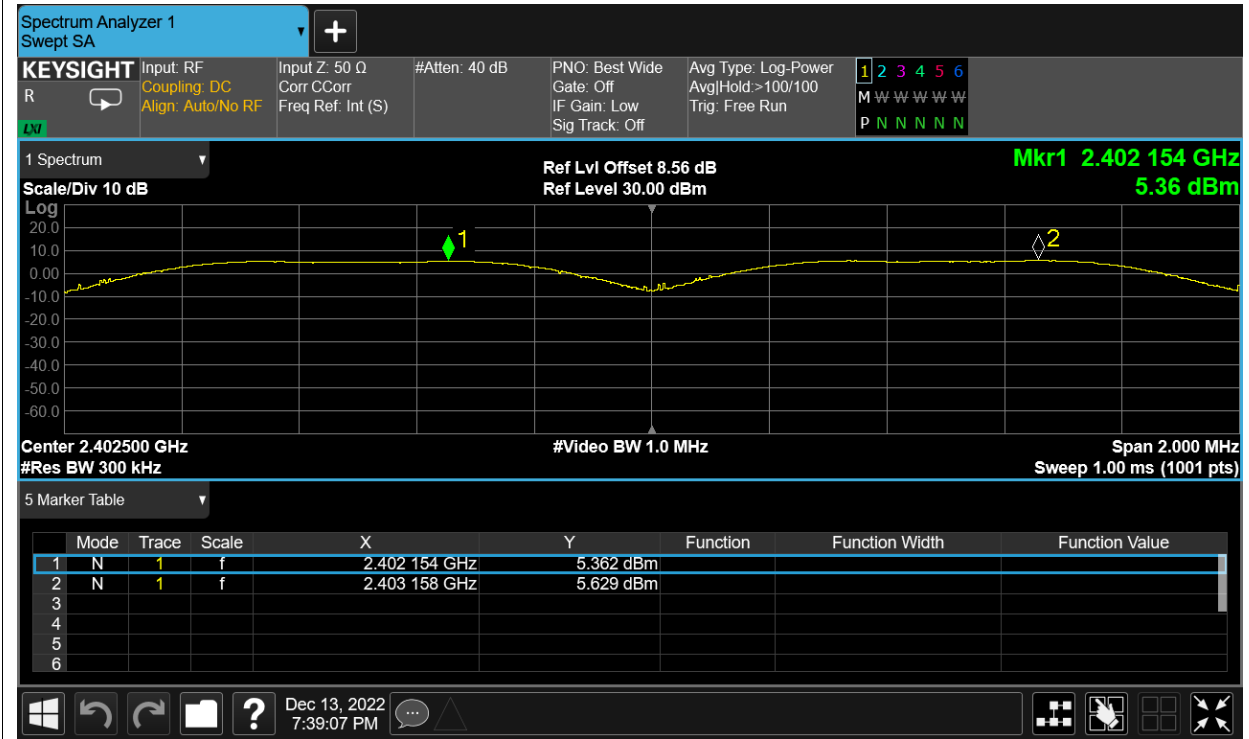 Spectrum Analyzer 1
Swept SA
KEYSIGHT
R
LXI
Input: RF
Coupling: DC
Align: Auto/No RF
Input Z: 50 Ω
Corr CCorr
Freq Ref: Int (S)
#Atten: 40 dB
PNO: Best Wide
Gate: Off
IF Gain: Low
Sig Track: Off
Avg Type: Log-Power
Avg|Hold:>100/100
Trig: Free Run
1 2 3 4 5 6
M W W W W W
P N N N N N
1 Spectrum
Scale/Div 10 dB
Log
Ref Lvl Offset 8.56 dB
Ref Level 30.00 dBm
Mkr1 2.402 154 GHz
5.36 dBm
20.0
10.0
0.00
-10.0
-20.0
-30.0
-40.0
-50.0
-60.0
1
2
Center 2.402500 GHz
#Res BW 300 kHz
#Video BW 1.0 MHz
Span 2.000 MHz
Sweep 1.00 ms (1001 pts)
5 Marker Table
Mode Trace Scale X Y Function Function Width Function Value
1 N 1 f 2.402 154 GHz 5.362 dBm
2 N 1 f 2.403 158 GHz 5.629 dBm
3
4
5
6
?
Dec 13, 2022
7:39:07 PM